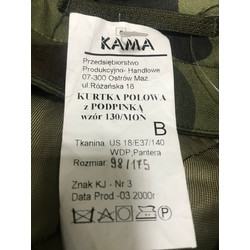 KAMA
Przedsiębiorstwo
Produkcyjno- Handlowe
07-300 Ostrów Maz.
ul.Różańska 18
KURTKA POLOWA
z PODPINKĄ
wzór 130/MON
B
Tkanina. US 18/E37/140
WDP,Pantera
Rozmiar: 98/175
Znak KJ - Nr 3
Data Prod.-03.2000r